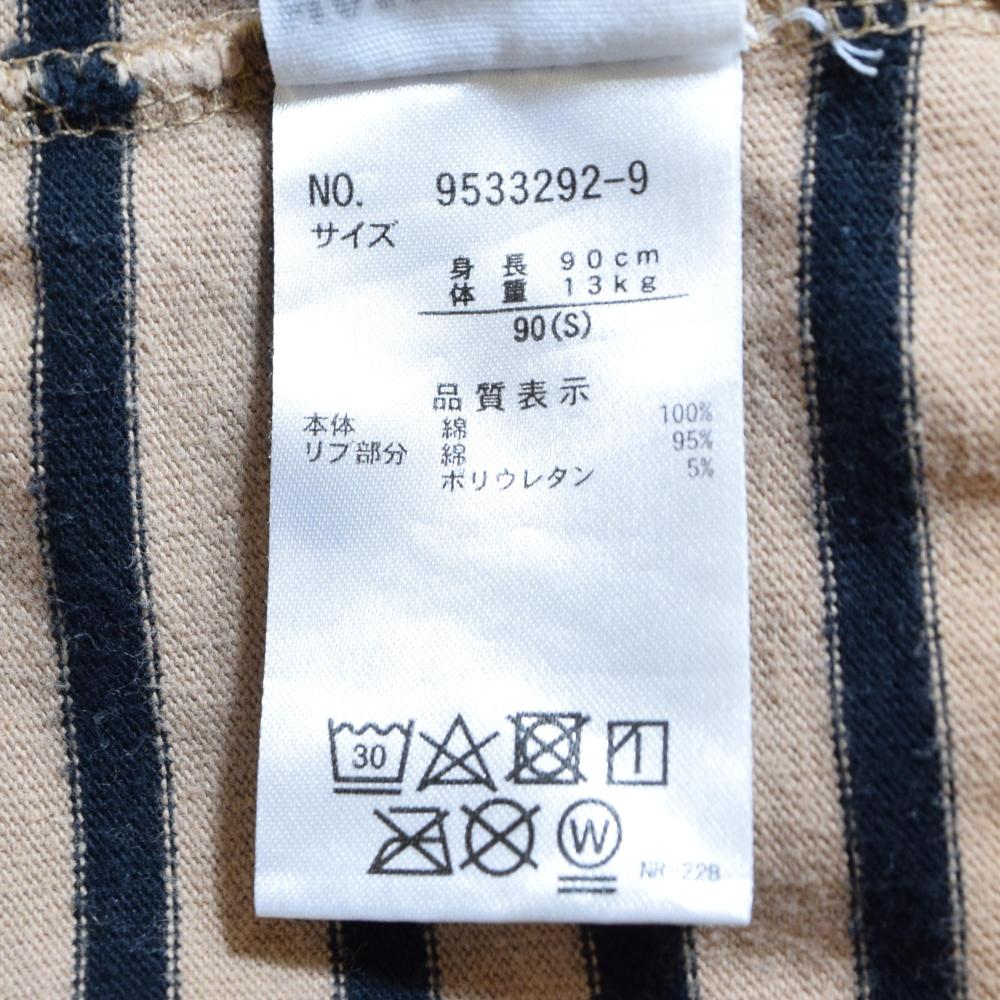 NO. 9533292-9
サイズ
身長 90cm
体重 13kg
90(S)
品質表示
本体 綿 100%
リブ部分 綿 95%
ポリウレタン 5%
30
W
NR-22B